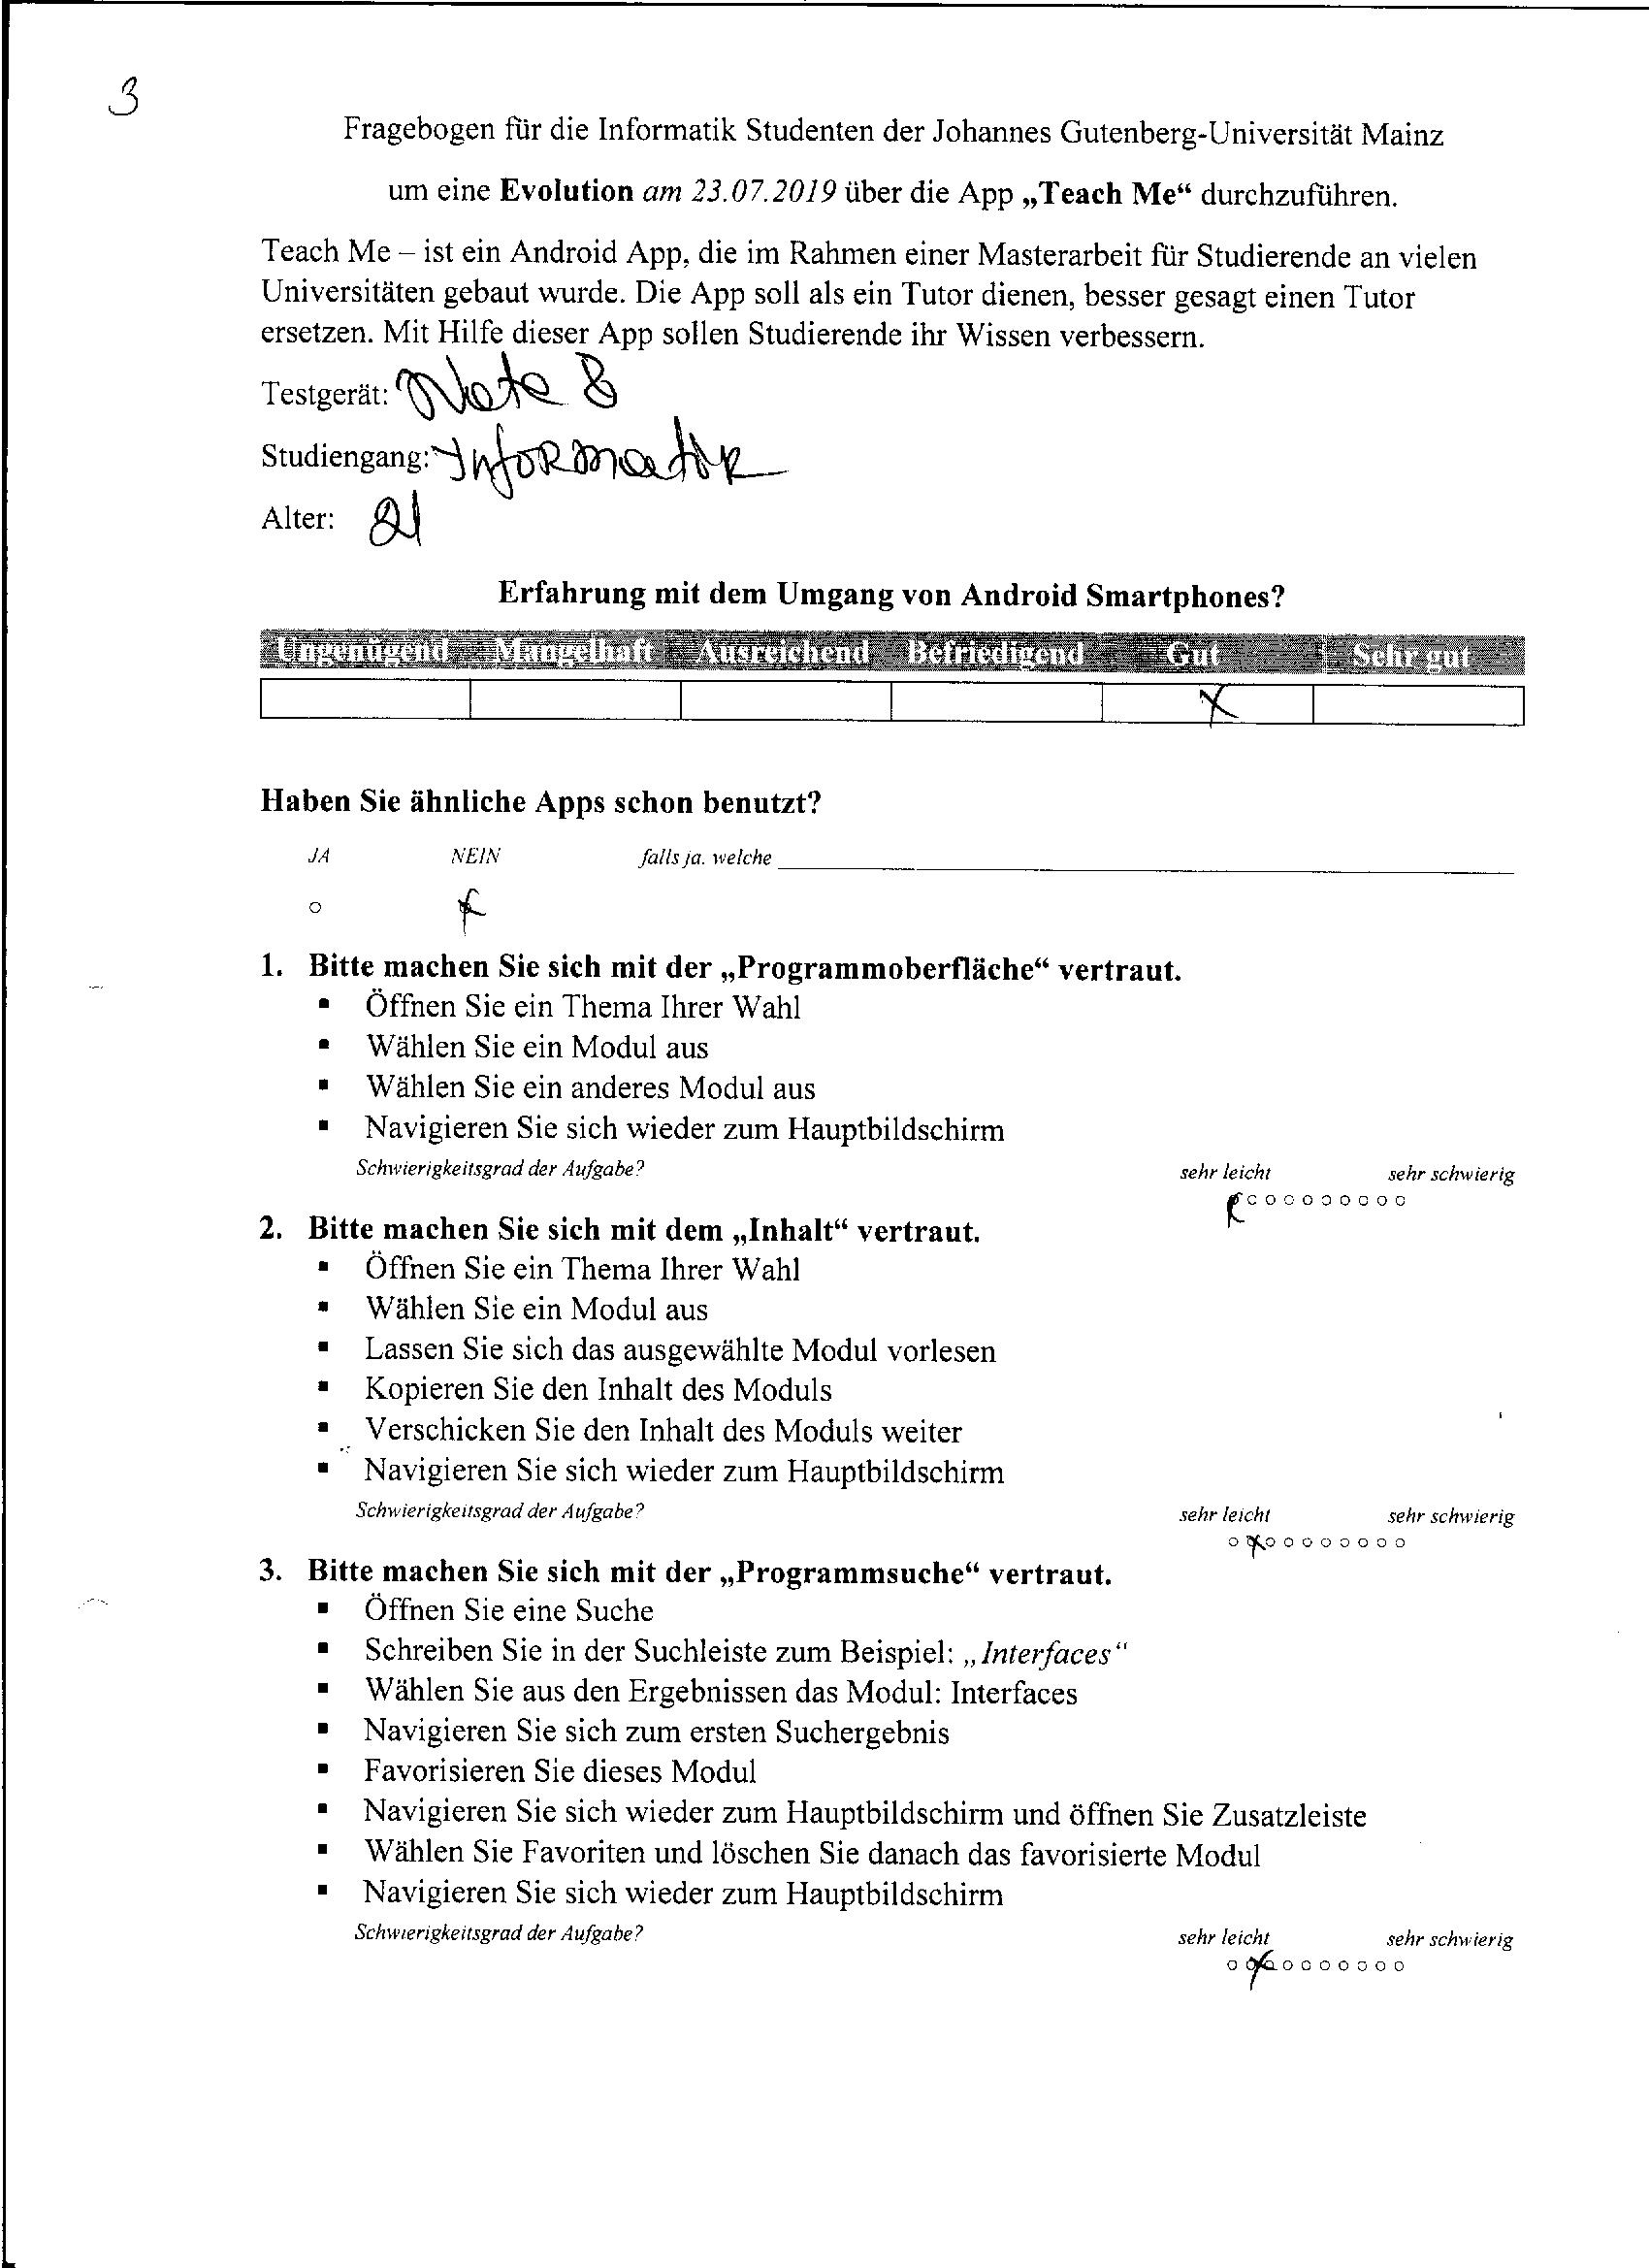 3
Fragebogen für die Informatik Studenten der Johannes Gutenberg-Universität Mainz
um eine Evolution am 23.07.2019 über die App „Teach Me“ durchzuführen.
Teach Me – ist ein Android App, die im Rahmen einer Masterarbeit für Studierende an vielen
Universitäten gebaut wurde. Die App soll als ein Tutor dienen, besser gesagt einen Tutor
ersetzen. Mit Hilfe dieser App sollen Studierende ihr Wissen verbessern.
Testgerät: Note 8
Studiengang: Informatik
Alter: 21
Erfahrung mit dem Umgang von Android Smartphones?
Ungenügend Mangelhaft Ausreichend Befriedigend Gut Sehr gut
X
Haben Sie ähnliche Apps schon benutzt?
JA NEIN falls ja. welche
1. Bitte machen Sie sich mit der „Programmoberfläche“ vertraut.
▪ Öffnen Sie ein Thema Ihrer Wahl
▪ Wählen Sie ein Modul aus
▪ Wählen Sie ein anderes Modul aus
▪ Navigieren Sie sich wieder zum Hauptbildschirm
Schwierigkeitsgrad der Aufgabe? sehr leicht sehr schwierig
2. Bitte machen Sie sich mit dem „Inhalt“ vertraut.
▪ Öffnen Sie ein Thema Ihrer Wahl
▪ Wählen Sie ein Modul aus
▪ Lassen Sie sich das ausgewählte Modul vorlesen
▪ Kopieren Sie den Inhalt des Moduls
▪ Verschicken Sie den Inhalt des Moduls weiter
▪ Navigieren Sie sich wieder zum Hauptbildschirm
Schwierigkeitsgrad der Aufgabe? sehr leicht sehr schwierig
3. Bitte machen Sie sich mit der „Programmsuche“ vertraut.
▪ Öffnen Sie eine Suche
▪ Schreiben Sie in der Suchleiste zum Beispiel: „Interfaces“
▪ Wählen Sie aus den Ergebnissen das Modul: Interfaces
▪ Navigieren Sie sich zum ersten Suchergebnis
▪ Favorisieren Sie dieses Modul
▪ Navigieren Sie sich wieder zum Hauptbildschirm und öffnen Sie Zusatzleiste
▪ Wählen Sie Favoriten und löschen Sie danach das favorisierte Modul
▪ Navigieren Sie sich wieder zum Hauptbildschirm
Schwierigkeitsgrad der Aufgabe? sehr leicht sehr schwierig